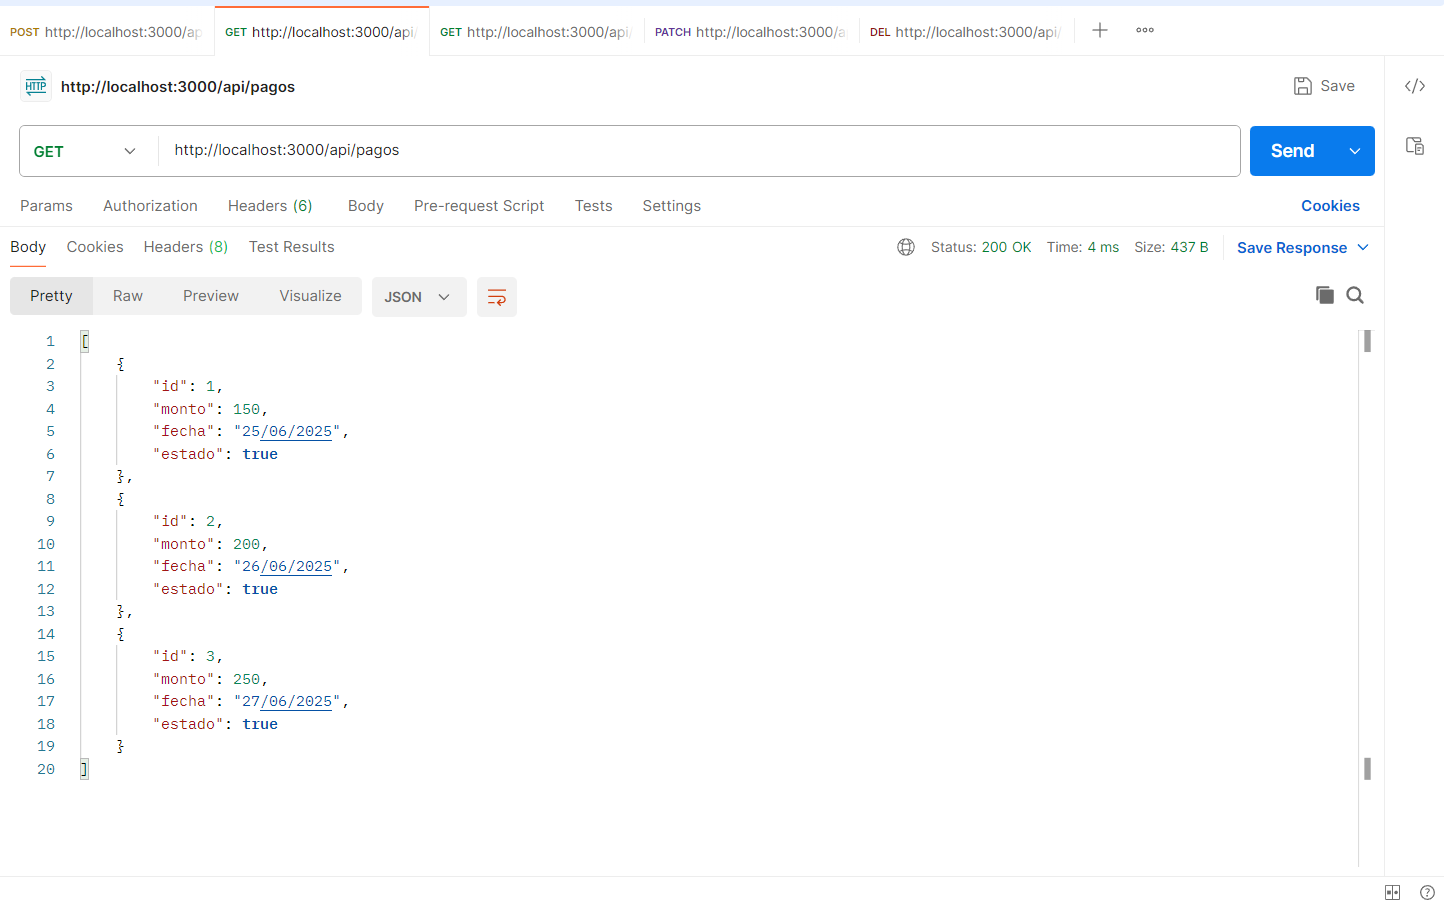 POST http://localhost:3000/ap
GET http://localhost:3000/api/
GET http://localhost:3000/api/
PATCH http://localhost:3000/a
DEL http://localhost:3000/api/
HTTP http://localhost:3000/api/pagos
Save
GET http://localhost:3000/api/pagos
Send
Params Authorization Headers (6) Body Pre-request Script Tests Settings Cookies
Body Cookies Headers (8) Test Results Status: 200 OK Time: 4 ms Size: 437 B Save Response
Pretty Raw Preview Visualize JSON
1 [
2 {
3 "id": 1,
4 "monto": 150,
5 "fecha": "25/06/2025",
6 "estado": true
7 },
8 {
9 "id": 2,
10 "monto": 200,
11 "fecha": "26/06/2025",
12 "estado": true
13 },
14 {
15 "id": 3,
16 "monto": 250,
17 "fecha": "27/06/2025",
18 "estado": true
19 }
20 ]